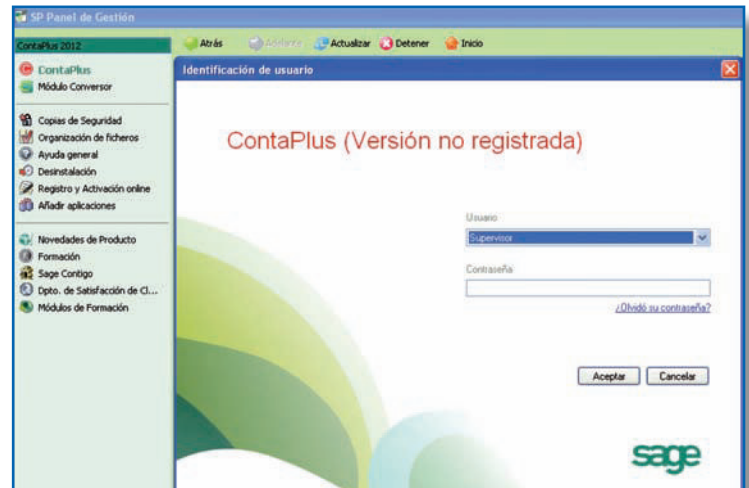 SP Panel de Gestión
ContaPlus 2012
Atrás Adelante Actualizar Detener Inicio
ContaPlus
Módulo Conversor
Copias de Seguridad
Organización de ficheros
Ayuda general
Desinstalación
Registro y Activación online
Añadir aplicaciones
Novedades de Producto
Formación
Sage Contigo
Dpto. de Satisfacción de Cl...
Módulos de Formación
Identificación de usuario
ContaPlus (Versión no registrada)
Usuario
Supervisor
Contraseña
¿Olvidó su contraseña?
Aceptar Cancelar
sage